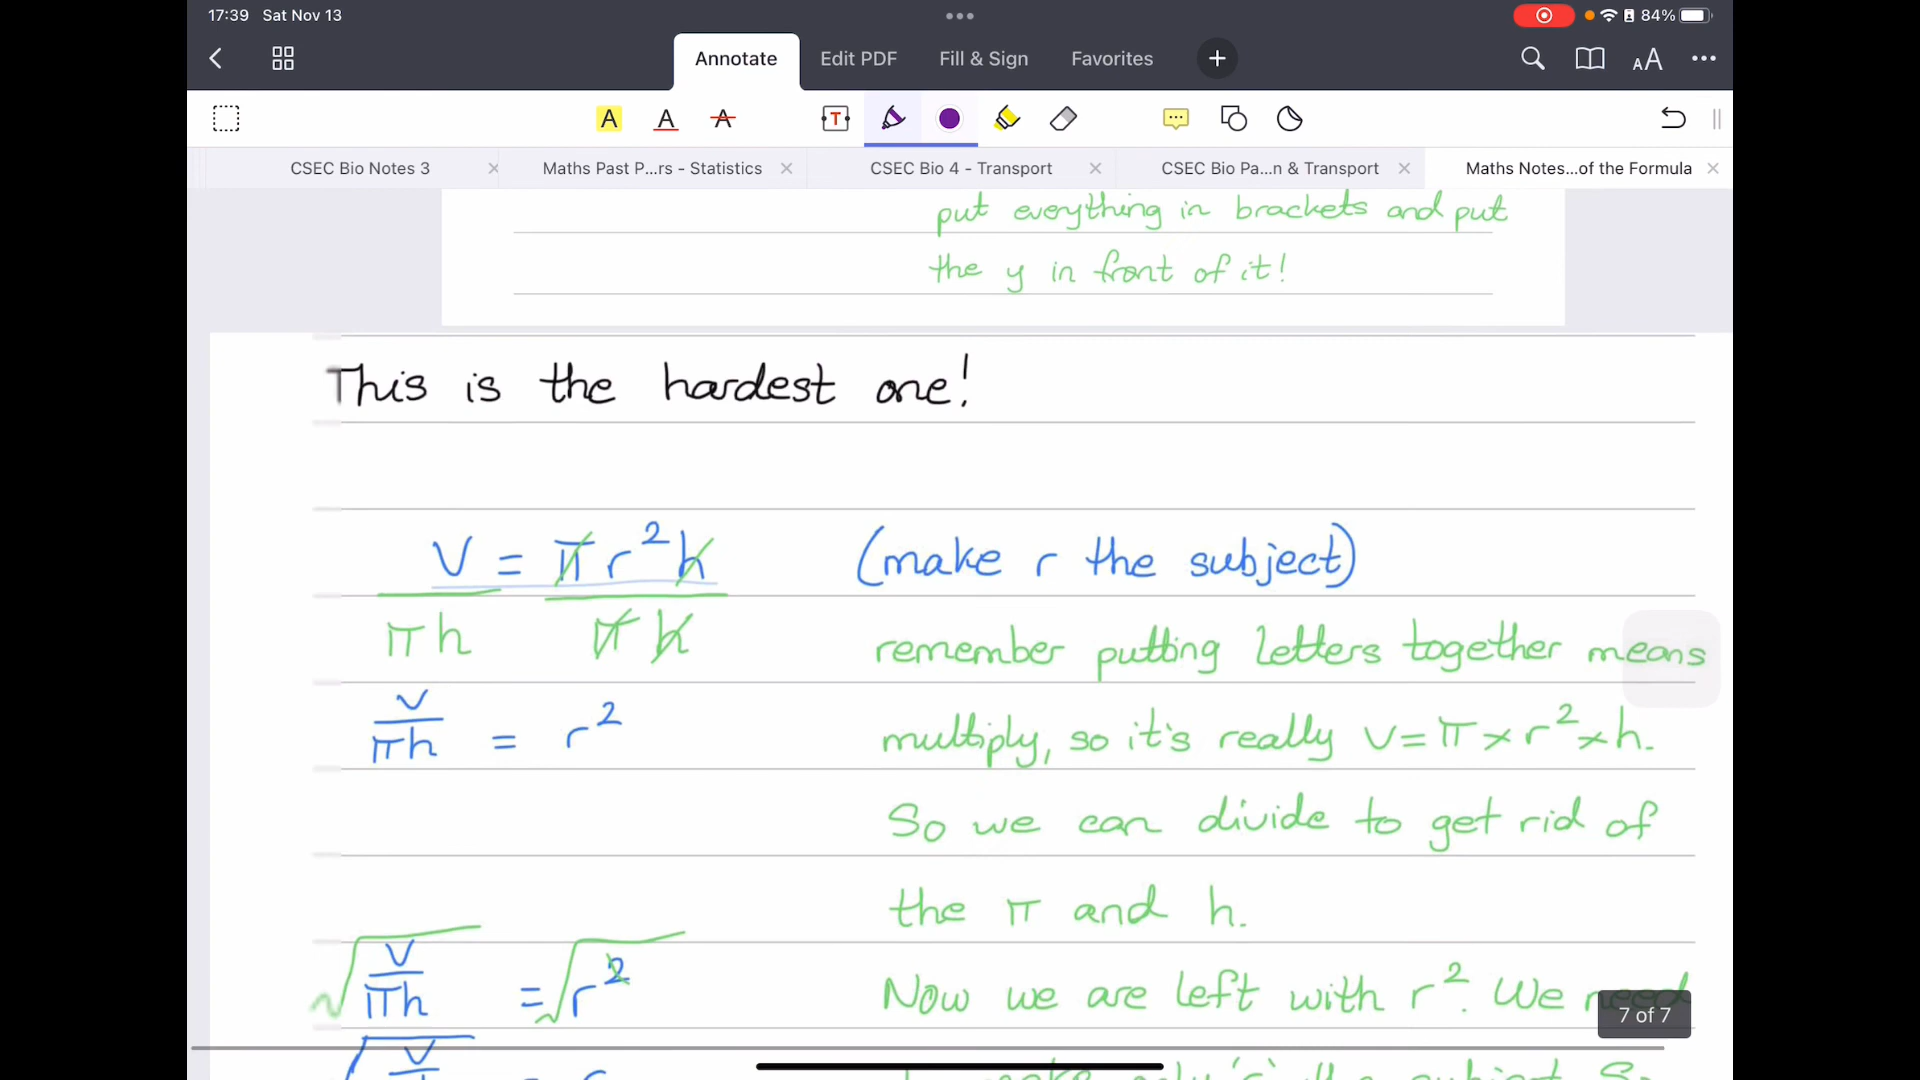 17:39 Sat Nov 13
84%
Annotate Edit PDF Fill & Sign Favorites
CSEC Bio Notes 3
Maths Past P...rs - Statistics
CSEC Bio 4 - Transport
CSEC Bio Pa...n & Transport
Maths Notes...of the Formula
put everything in brackets and put
the y in front of it!
This is the hardest one!
V = πr²h (make r the subject)
πh πh remember putting letters together means
V/πh = r² multiply, so it's really V=π×r²×h.
So we can divide to get rid of
the π and h.
√V/πh = √r² Now we are left with r². We need
7 of 7